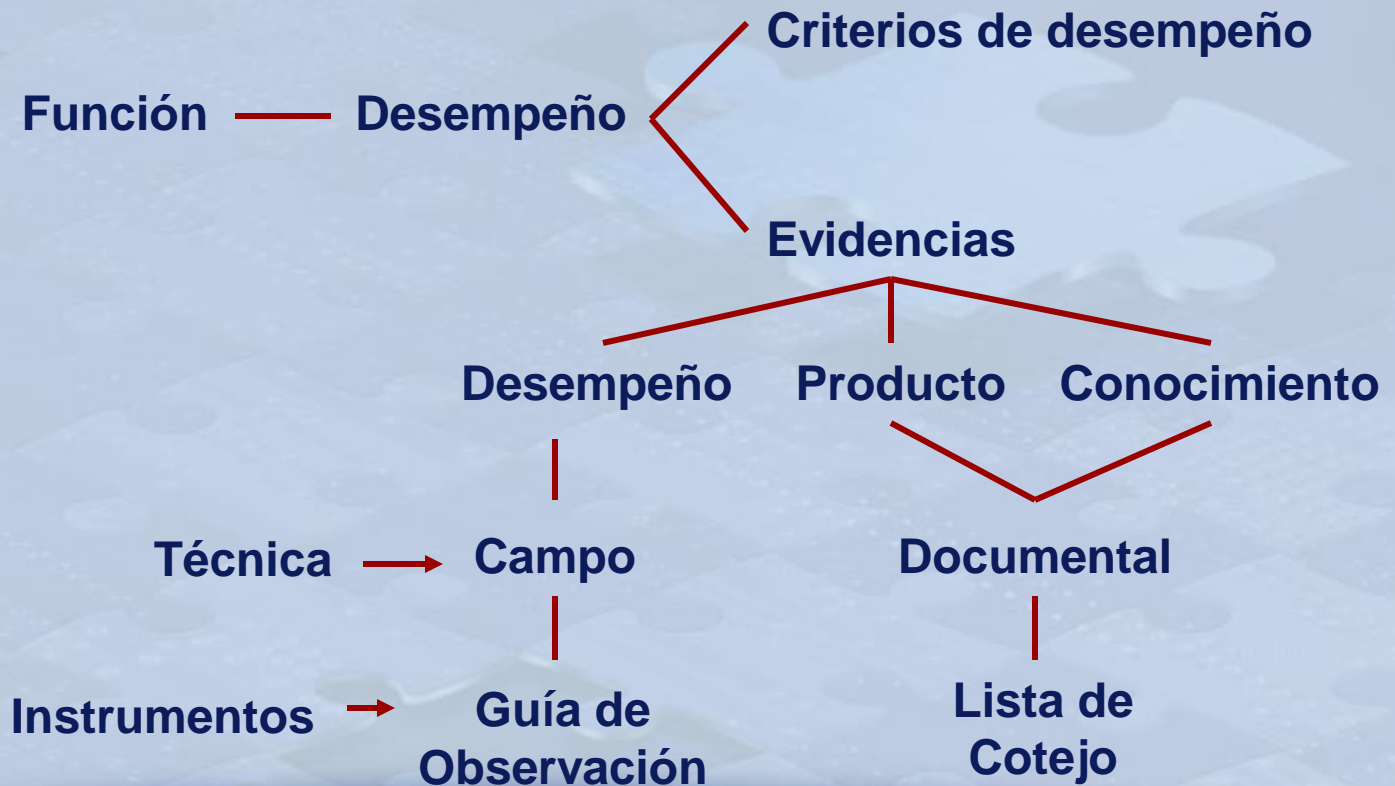 Criterios de desempeño
Función
Desempeño
Evidencias
Desempeño
Producto
Conocimiento
Técnica
Campo
Documental
Instrumentos
Guía de
Observación
Lista de
Cotejo